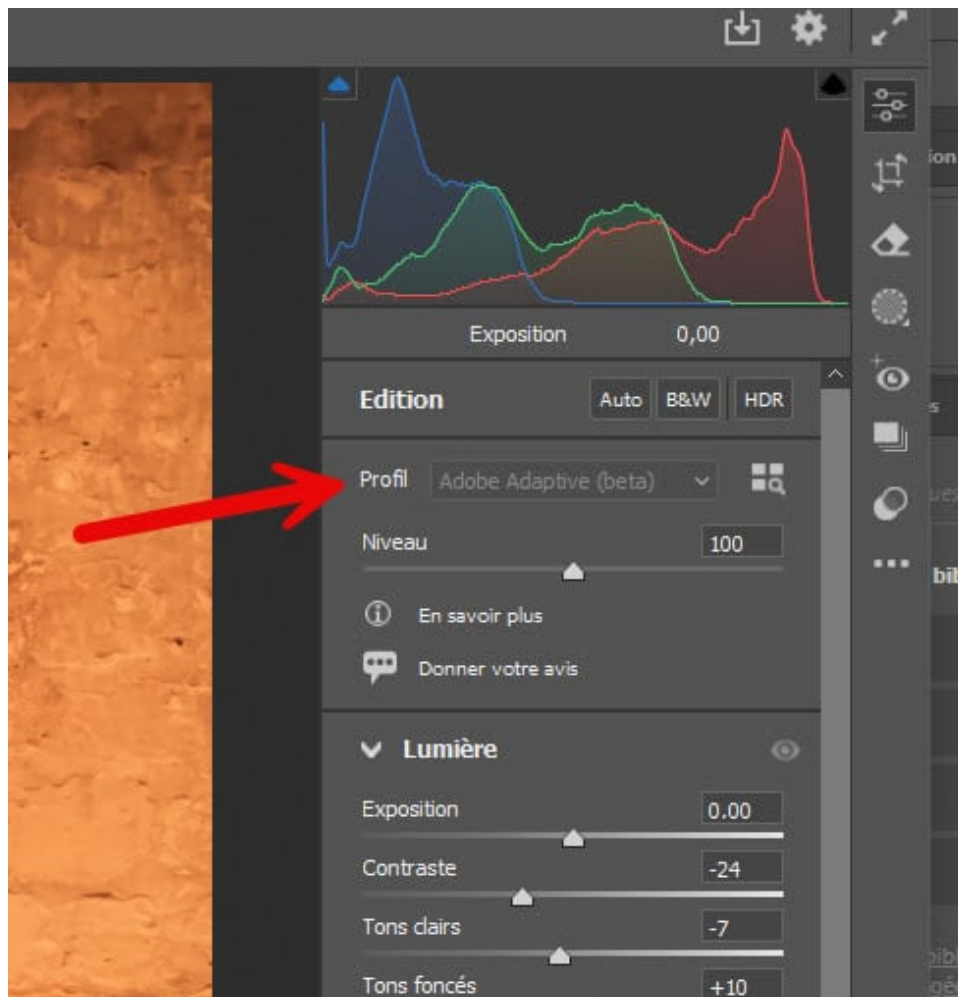 Exposition 0,00
Edition Auto B&W HDR
Profil Adobe Adaptive (beta)
Niveau 100
En savoir plus
Donner votre avis
Lumière
Exposition 0.00
Contraste -24
Tons clairs -7
Tons foncés +10